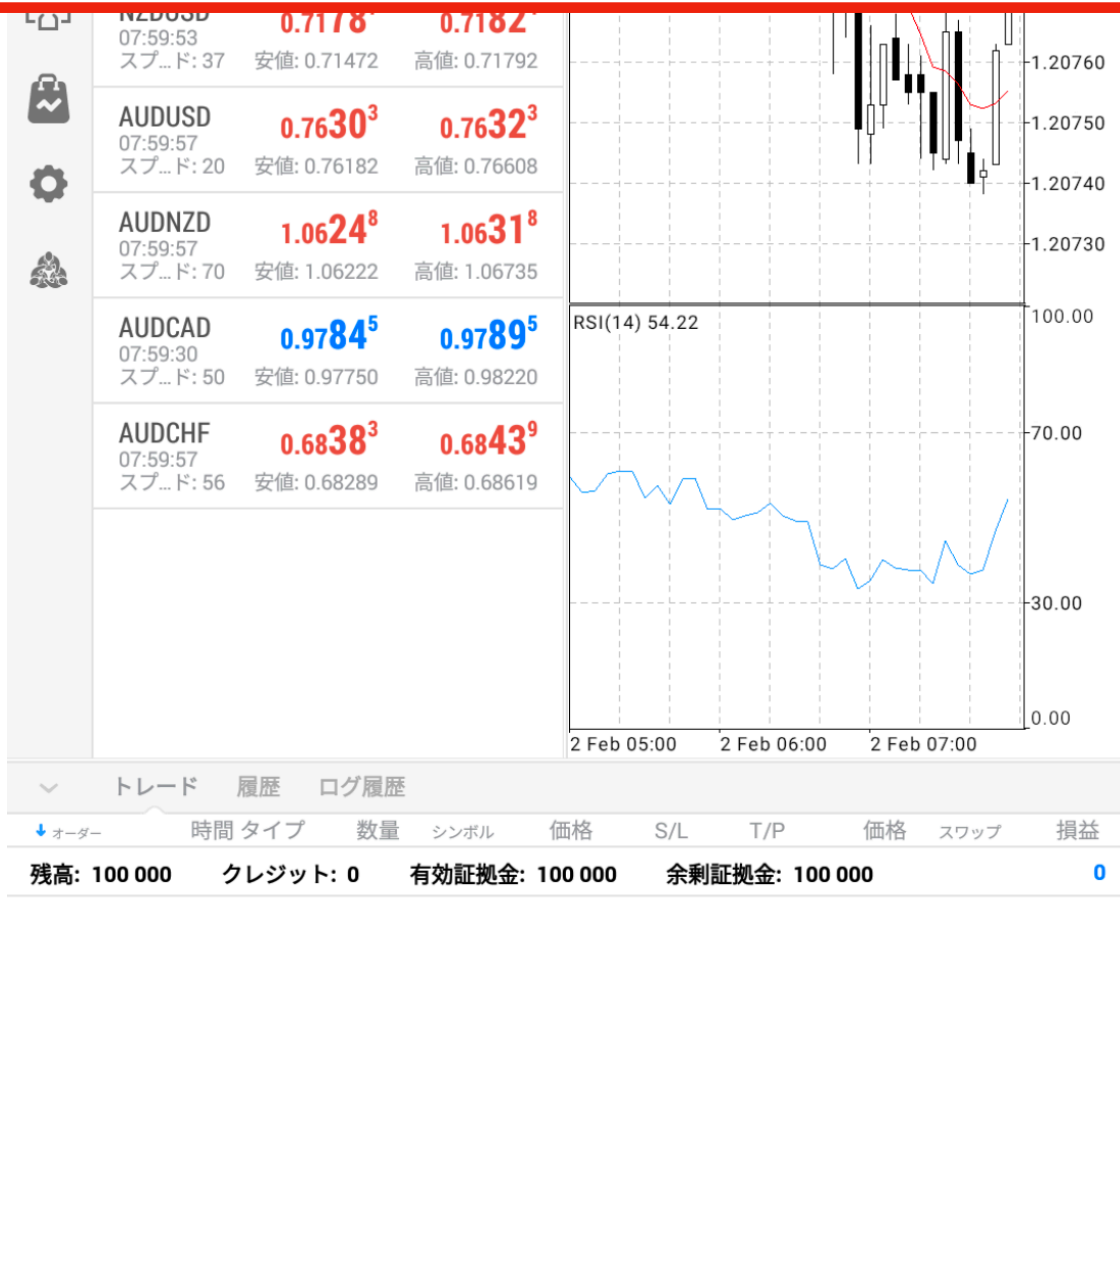 NZDUSD 0.7178 0.7182
07:59:53
スプ...ド: 37 安値: 0.71472 高値: 0.71792
AUDUSD 0.76303 0.76323
07:59:57
スプ...ド: 20 安値: 0.76182 高値: 0.76608
AUDNZD 1.06248 1.06318
07:59:57
スプ...ド: 70 安値: 1.06222 高値: 1.06735
AUDCAD 0.97845 0.97895
07:59:30
スプ...ド: 50 安値: 0.97750 高値: 0.98220
AUDCHF 0.68383 0.68439
07:59:57
スプ...ド: 56 安値: 0.68289 高値: 0.68619
1.20760
1.20750
1.20740
1.20730
RSI(14) 54.22
100.00
70.00
30.00
0.00
2 Feb 05:00 2 Feb 06:00 2 Feb 07:00
トレード 履歴 ログ履歴
オーダー 時間 タイプ 数量 シンボル 価格 S/L T/P 価格 スワップ 損益
残高: 100 000 クレジット: 0 有効証拠金: 100 000 余剰証拠金: 100 000 0